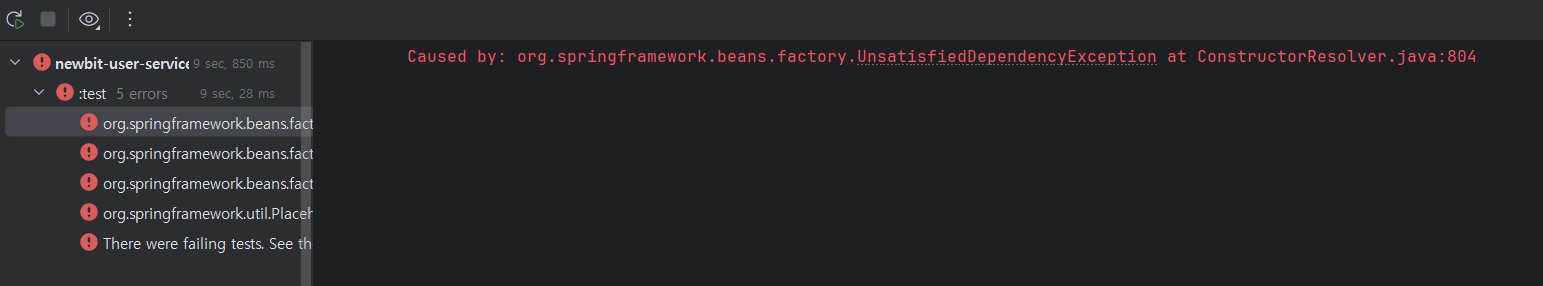 Caused by: org.springframework.beans.factory.UnsatisfiedDependencyException at ConstructorResolver.java:804
newbit-user-service 9 sec, 850 ms
:test 5 errors 9 sec, 28 ms
org.springframework.beans.fact
org.springframework.beans.fact
org.springframework.beans.fact
org.springframework.util.Placeh
There were failing tests. See th